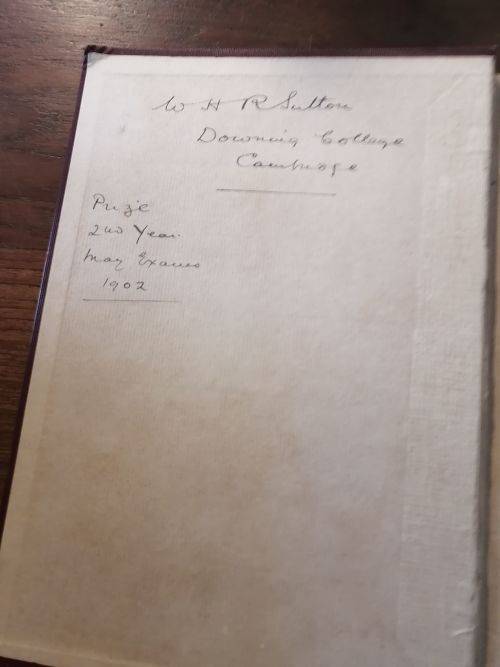 W H R Sutton
Downing College
Cambridge
Prize
2nd Year.
May Exams
1902